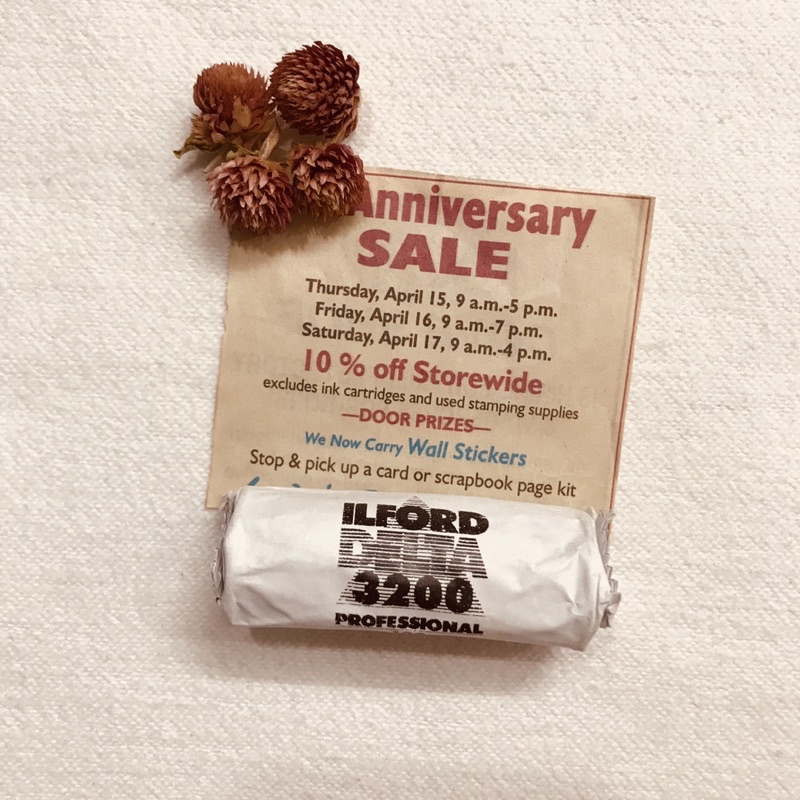 Anniversary
SALE
Thursday, April 15, 9 a.m.-5 p.m.
Friday, April 16, 9 a.m.-7 p.m.
Saturday, April 17, 9 a.m.-4 p.m.
10 % off Storewide
excludes ink cartridges and used stamping supplies
—DOOR PRIZES—
We Now Carry Wall Stickers
Stop & pick up a card or scrapbook page kit
ILFORD
DELTA
3200
PROFESSIONAL